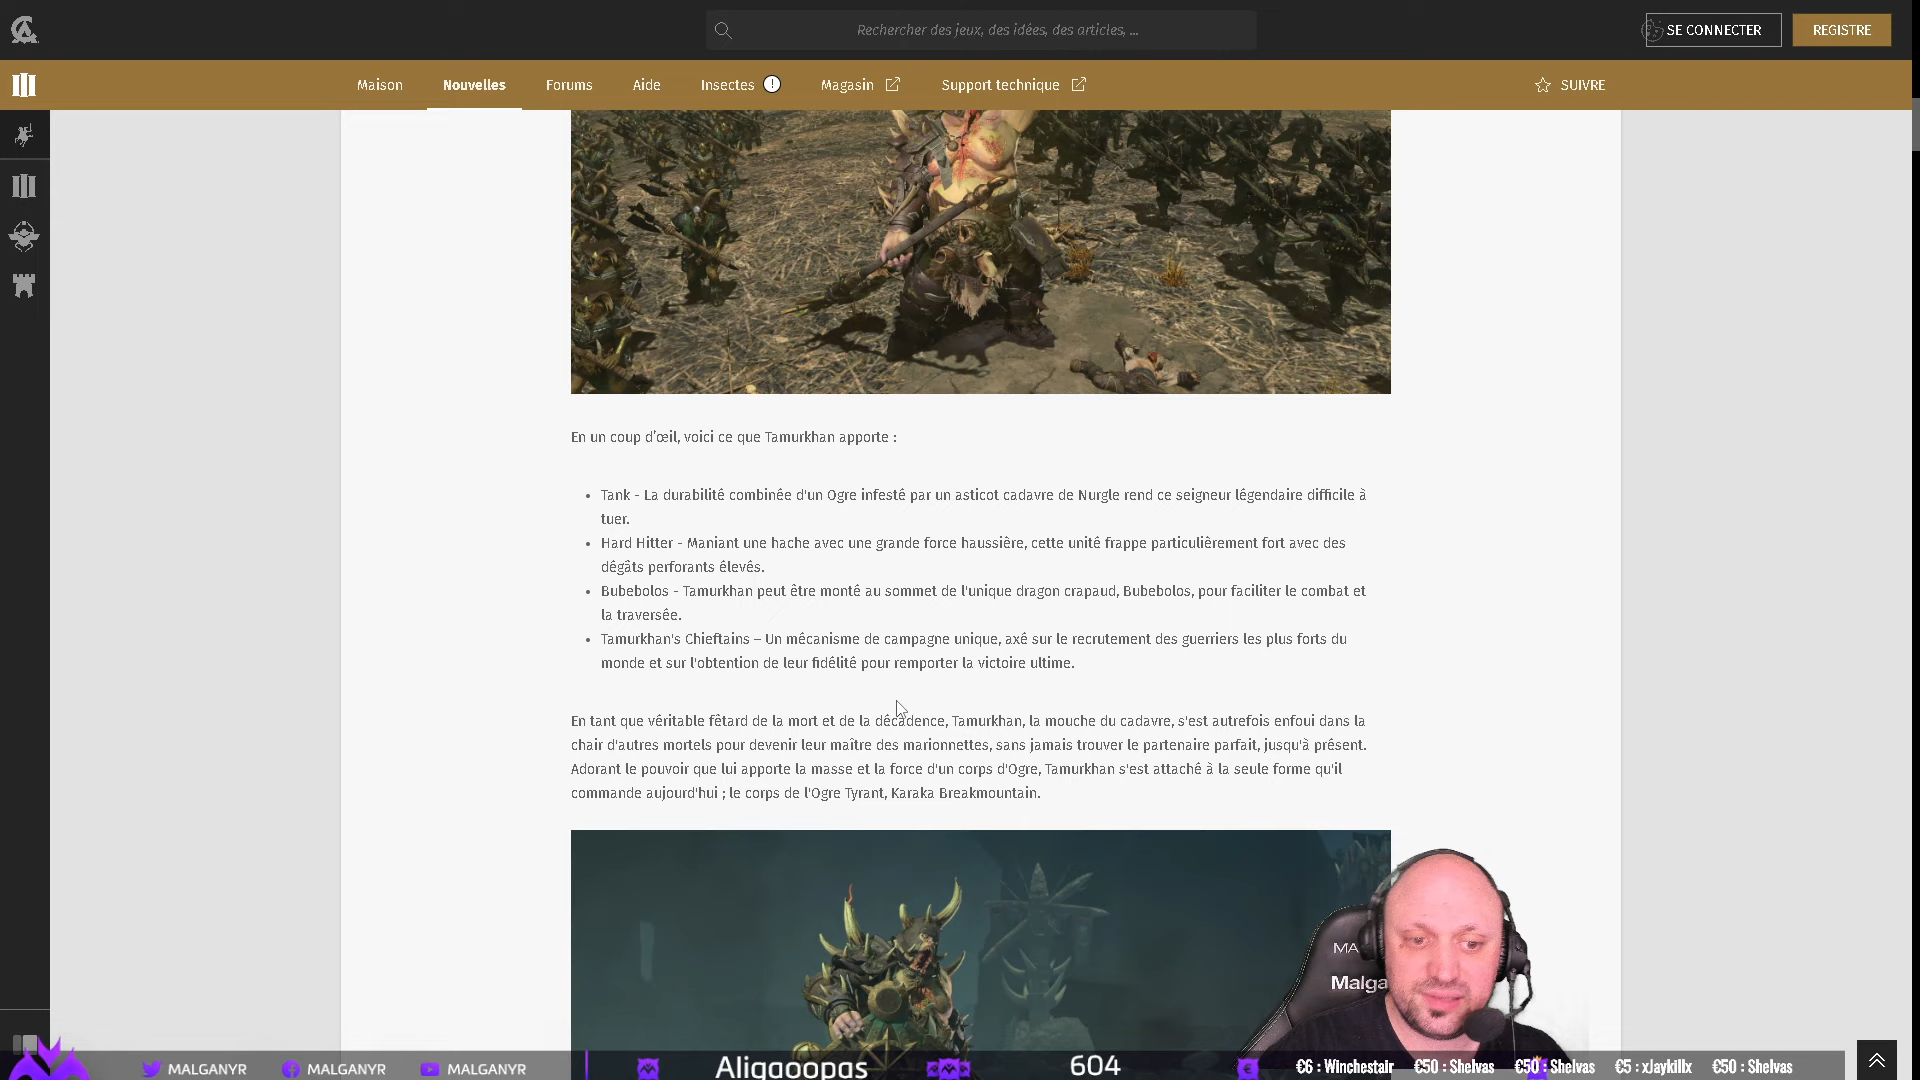 Rechercher des jeux, des idées, des articles, ...
SE CONNECTER
REGISTRE
Maison
Nouvelles
Forums
Aide
Insectes
Magasin
Support technique
SUIVRE
En un coup d’œil, voici ce que Tamurkhan apporte :
• Tank - La durabilité combinée d'un Ogre infesté par un asticot cadavre de Nurgle rend ce seigneur légendaire difficile à
tuer.
• Hard Hitter - Maniant une hache avec une grande force haussière, cette unité frappe particulièrement fort avec des
dégâts perforants élevés.
• Bubebolos - Tamurkhan peut être monté au sommet de l'unique dragon crapaud, Bubebolos, pour faciliter le combat et
la traversée.
• Tamurkhan's Chieftains – Un mécanisme de campagne unique, axé sur le recrutement des guerriers les plus forts du
monde et sur l'obtention de leur fidélité pour remporter la victoire ultime.
En tant que véritable fêtard de la mort et de la décadence, Tamurkhan, la mouche du cadavre, s'est autrefois enfoui dans la
chair d'autres mortels pour devenir leur maître des marionnettes, sans jamais trouver le partenaire parfait, jusqu'à présent.
Adorant le pouvoir que lui apporte la masse et la force d'un corps d'Ogre, Tamurkhan s'est attaché à la seule forme qu'il
commande aujourd'hui ; le corps de l'Ogre Tyrant, Karaka Breakmountain.
MA
Malga
MALGANYR
MALGANYR
MALGANYR
Aligaoopas
604
€6 : Winchestair
€50 : Shelvas
€50 : Shelvas
€5 : xJaykillx
€50 : Shelvas